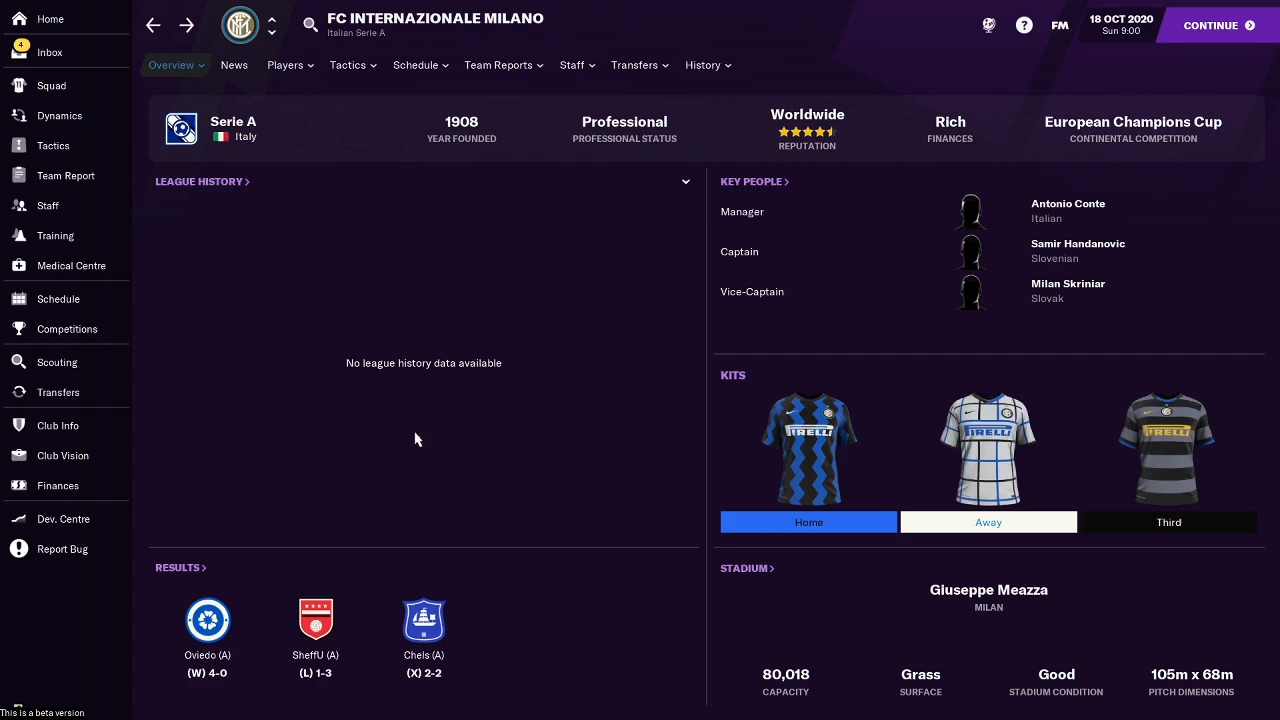 Home
Inbox
4
Squad
Dynamics
Tactics
Team Report
Staff
Training
Medical Centre
Schedule
Competitions
Scouting
Transfers
Club Info
Club Vision
Finances
Dev. Centre
Report Bug
This is a beta version
FC INTERNAZIONALE MILANO
Italian Serie A
FM
18 OCT 2020
Sun 9:00
CONTINUE
Overview
News
Players
Tactics
Schedule
Team Reports
Staff
Transfers
History
Serie A
Italy
1908
YEAR FOUNDED
Professional
PROFESSIONAL STATUS
Worldwide
REPUTATION
Rich
FINANCES
European Champions Cup
CONTINENTAL COMPETITION
LEAGUE HISTORY
No league history data available
RESULTS
Oviedo (A)
(W) 4-0
SheffU (A)
(L) 1-3
Chels (A)
(X) 2-2
KEY PEOPLE
Manager
Antonio Conte
Italian
Captain
Samir Handanovic
Slovenian
Vice-Captain
Milan Skriniar
Slovak
KITS
PIRELLI
PIRELLI
PIRELLI
Home
Away
Third
STADIUM
Giuseppe Meazza
MILAN
80,018
CAPACITY
Grass
SURFACE
Good
STADIUM CONDITION
105m x 68m
PITCH DIMENSIONS